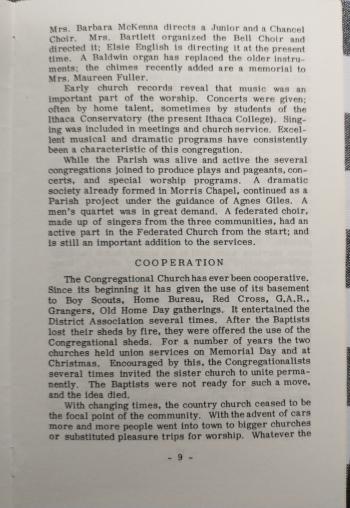 Mrs. Barbara McKenna directs a Junior and a Chancel
Choir. Mrs. Bartlett organized the Bell Choir and
directed it; Elsie English is directing it at the present
time. A Baldwin organ has replaced the older instru-
ments; the chimes recently added are a memorial to
Mrs. Maureen Fuller.
Early church records reveal that music was an
important part of the worship. Concerts were given;
often by home talent, sometimes by students of the
Ithaca Conservatory (the present Ithaca College). Sing-
ing was included in meetings and church service. Excel-
lent musical and dramatic programs have consistently
been a characteristic of this congregation.
While the Parish was alive and active the several
congregations joined to produce plays and pageants, con-
certs, and special worship programs. A dramatic
society already formed in Morris Chapel, continued as a
Parish project under the guidance of Agnes Giles. A
men's quartet was in great demand. A federated choir,
made up of singers from the three communities, had an
active part in the Federated Church from the start; and
is still an important addition to the services.
COOPERATION
The Congregational Church has ever been cooperative.
Since its beginning it has given the use of its basement
to Boy Scouts, Home Bureau, Red Cross, G.A.R.,
Grangers, Old Home Day gatherings. It entertained the
District Association several times. After the Baptists
lost their sheds by fire, they were offered the use of the
Congregational sheds. For a number of years the two
churches held union services on Memorial Day and at
Christmas. Encouraged by this, the Congregationalists
several times invited the sister church to unite perma-
nently. The Baptists were not ready for such a move,
and the idea died.
With changing times, the country church ceased to be
the focal point of the community. With the advent of cars
more and more people went into town to bigger churches
or substituted pleasure trips for worship. Whatever the
- 9 -